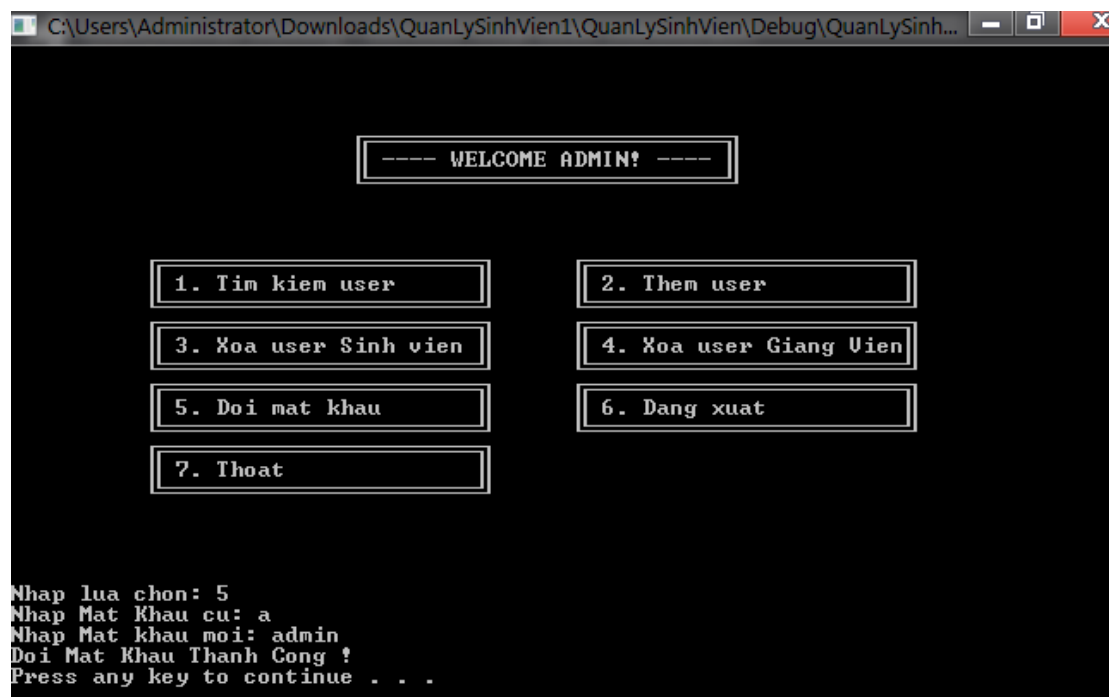 C:\Users\Administrator\Downloads\QuanLySinhVien1\QuanLySinhVien\Debug\QuanLySinh...
---- WELCOME ADMIN! ----
1. Tim kiem user
2. Them user
3. Xoa user Sinh vien
4. Xoa user Giang Vien
5. Doi mat khau
6. Dang xuat
7. Thoat
Nhap lua chon: 5
Nhap Mat Khau cu: a
Nhap Mat khau moi: admin
Doi Mat Khau Thanh Cong !
Press any key to continue . . .